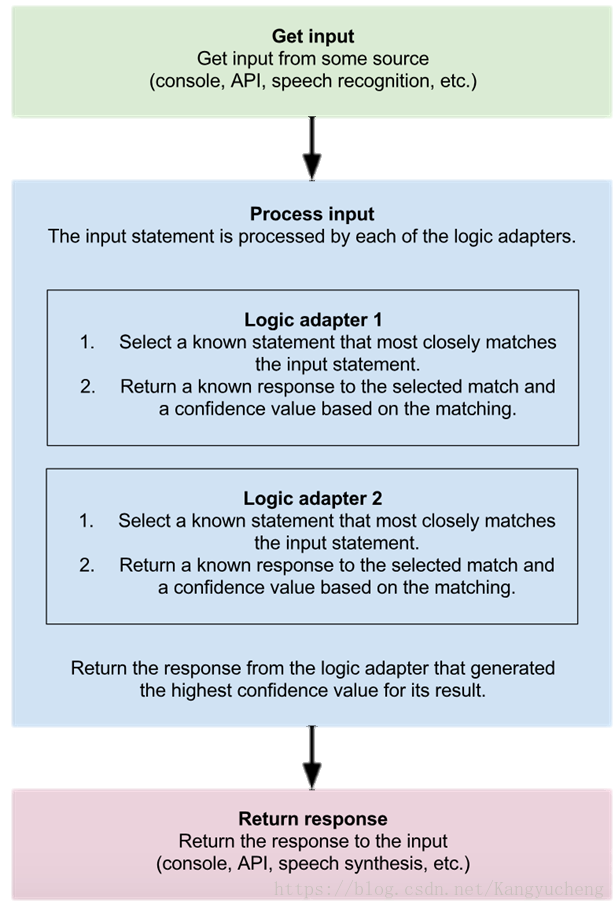 Get input
Get input from some source
(console, API, speech recognition, etc.)
Process input
The input statement is processed by each of the logic adapters.
Logic adapter 1
1. Select a known statement that most closely matches
the input statement.
2. Return a known response to the selected match and
a confidence value based on the matching.
Logic adapter 2
1. Select a known statement that most closely matches
the input statement.
2. Return a known response to the selected match and
a confidence value based on the matching.
Return the response from the logic adapter that generated
the highest confidence value for its result.
Return response
Return the response to the input
(console, API, speech synthesis, etc.)
https://blog.csdn.net/Kangyucheng